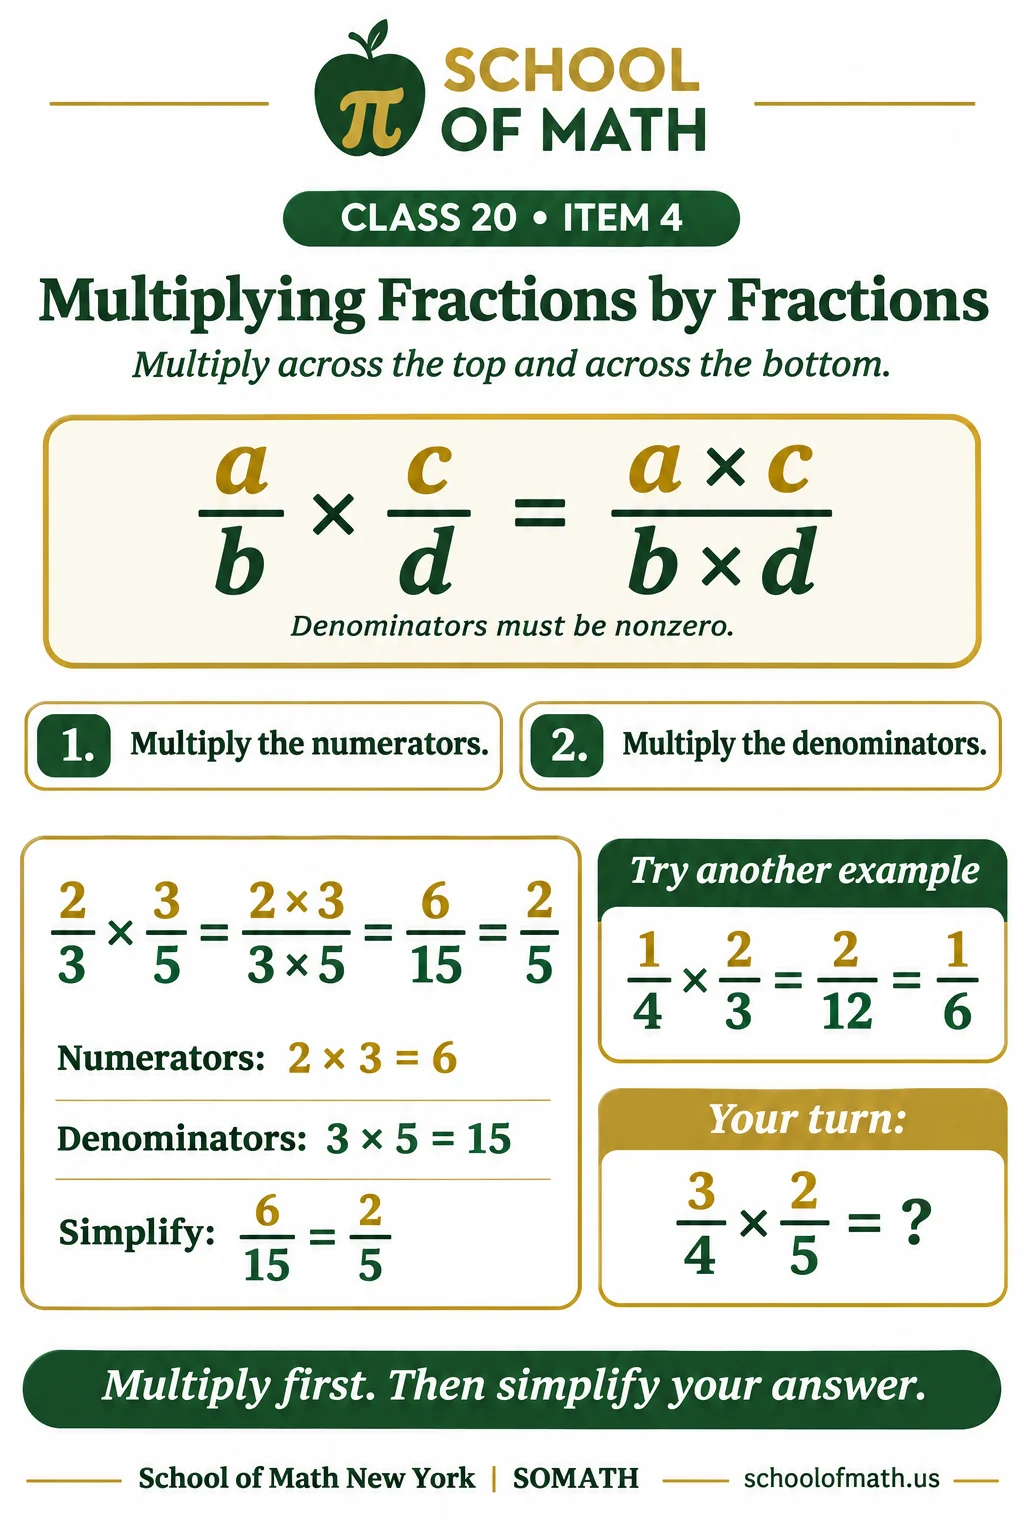 π
SCHOOL
OF MATH
CLASS 20 • ITEM 4
Multiplying Fractions by Fractions
Multiply across the top and across the bottom.
a/b × c/d = a × c/b × d
Denominators must be nonzero.
1. Multiply the numerators.
2. Multiply the denominators.
2/3 × 3/5 = 2 × 3/3 × 5 = 6/15 = 2/5
Numerators: 2 × 3 = 6
Denominators: 3 × 5 = 15
Simplify: 6/15 = 2/5
Try another example
1/4 × 2/3 = 2/12 = 1/6
Your turn:
3/4 × 2/5 = ?
Multiply first. Then simplify your answer.
School of Math New York | SOMATH
schoolofmath.us